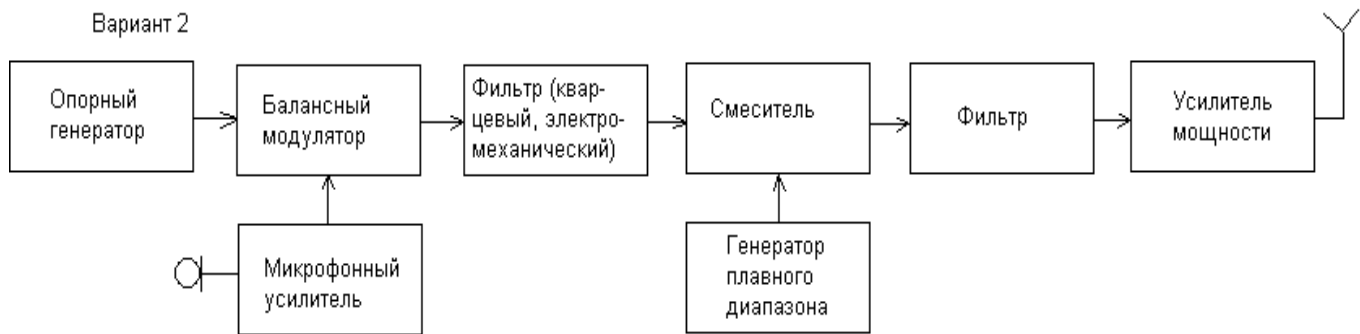 Вариант 2
Опорный
генератор
Балансный
модулятор
Фильтр (квар-
цевый, электро-
механический)
Смеситель
Фильтр
Усилитель
мощности
Микрофонный
усилитель
Генератор
плавного
диапазона